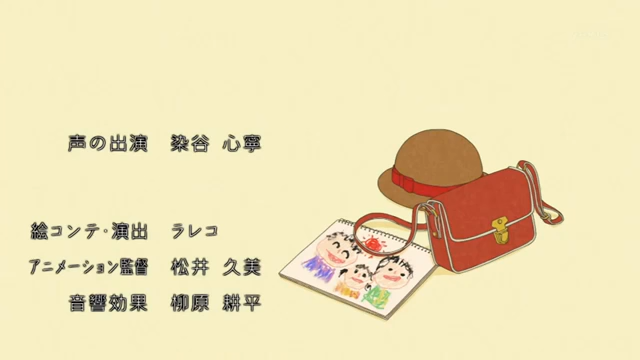 声の出演 染谷 心寧
絵コンテ・演出 ラレコ
アニメーション監督 松井 久美
音響効果 柳原 耕平